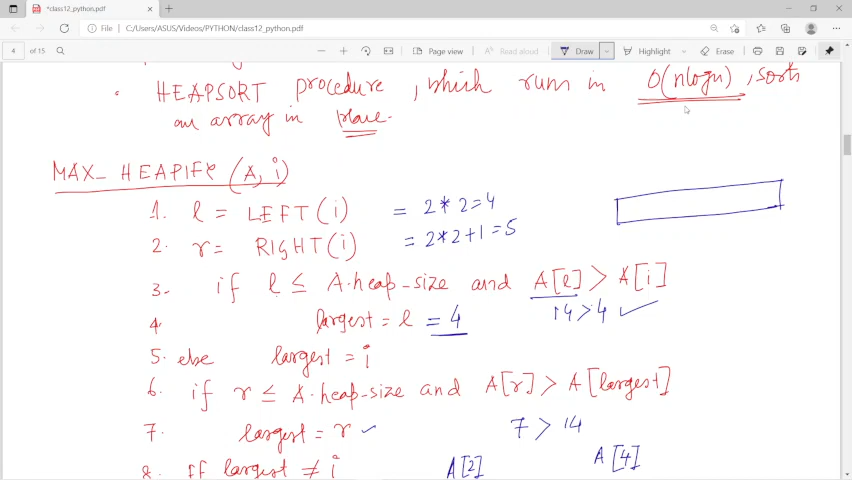 *class12_python.pdf
File | C:/Users/ASUS/Videos/PYTHON/class12_python.pdf
4 of 15 Page view Read aloud Draw Highlight Erase
• HEAPSORT procedure, which runs in O(nlogn), sorts
an array in place.
MAX_ HEAPIFY (A, i)
1. l = LEFT(i) = 2 * 2 = 4
2. r = RIGHT(i) = 2 * 2 + 1 = 5
3. if l ≤ A.heap-size and A[l] > A[i]
4 largest = l = 4 14 > 4 ✓
5. else largest = i
6. if r ≤ A.heap-size and A[r] > A[largest]
7. largest = r ✓ 7 > 14
8. If largest ≠ i A[2] A[4]